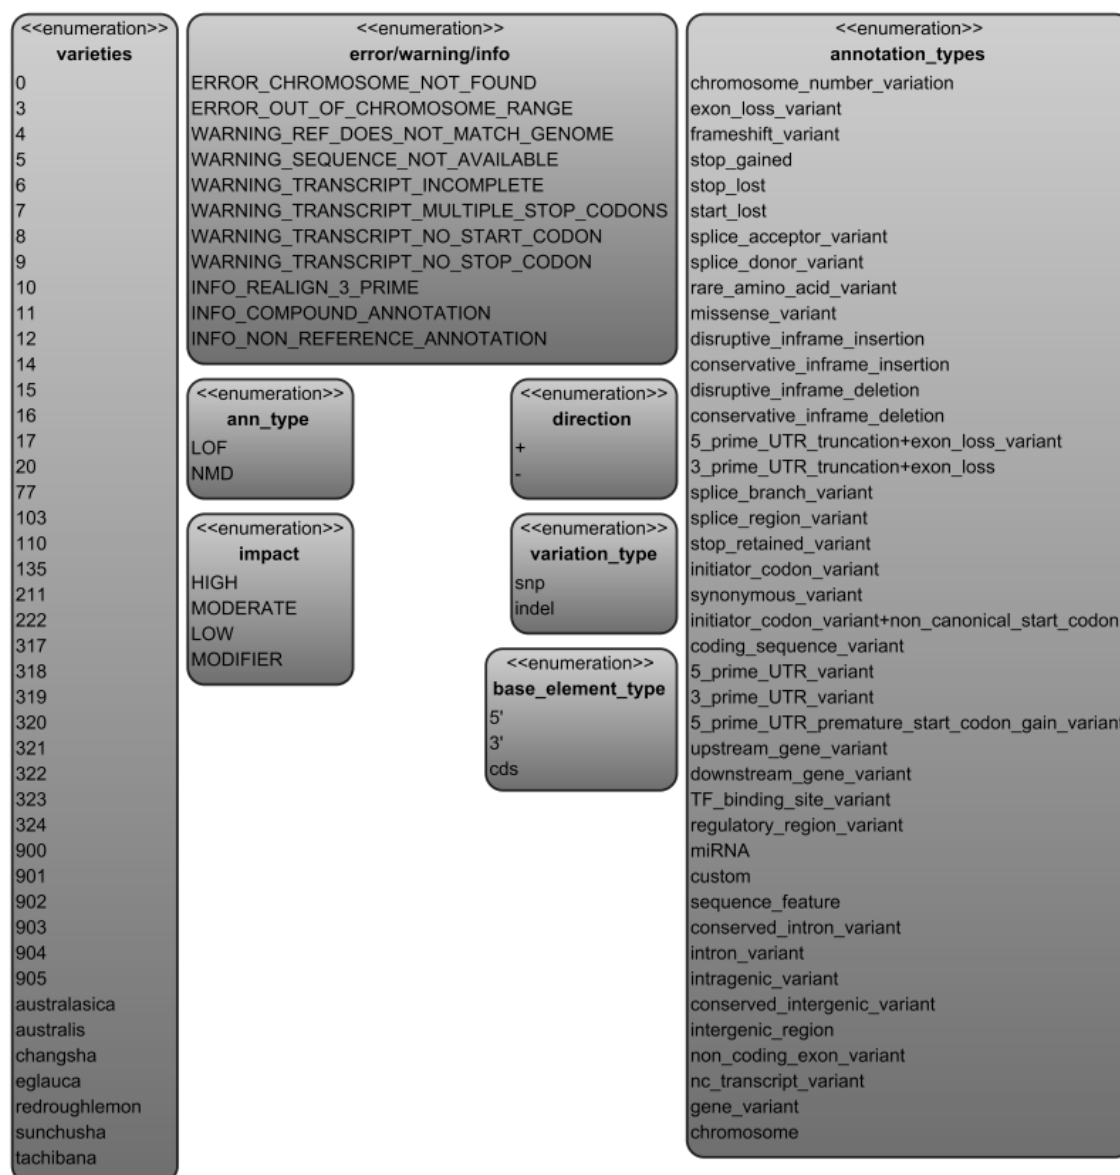 <<enumeration>>
varieties
0
3
4
5
6
7
8
9
10
11
12
14
15
16
17
20
77
103
110
135
211
222
317
318
319
320
321
322
323
324
900
901
902
903
904
905
australasica
australis
changsha
eglauca
redroughlemon
sunchusha
tachibana
<<enumeration>>
error/warning/info
ERROR_CHROMOSOME_NOT_FOUND
ERROR_OUT_OF_CHROMOSOME_RANGE
WARNING_REF_DOES_NOT_MATCH_GENOME
WARNING_SEQUENCE_NOT_AVAILABLE
WARNING_TRANSCRIPT_INCOMPLETE
WARNING_TRANSCRIPT_MULTIPLE_STOP_CODONS
WARNING_TRANSCRIPT_NO_START_CODON
WARNING_TRANSCRIPT_NO_STOP_CODON
INFO_REALIGN_3_PRIME
INFO_COMPOUND_ANNOTATION
INFO_NON_REFERENCE_ANNOTATION
<<enumeration>>
ann_type
LOF
NMD
<<enumeration>>
direction
+
-
<<enumeration>>
impact
HIGH
MODERATE
LOW
MODIFIER
<<enumeration>>
variation_type
snp
indel
<<enumeration>>
base_element_type
5'
3'
cds
<<enumeration>>
annotation_types
chromosome_number_variation
exon_loss_variant
frameshift_variant
stop_gained
stop_lost
start_lost
splice_acceptor_variant
splice_donor_variant
rare_amino_acid_variant
missense_variant
disruptive_inframe_insertion
conservative_inframe_insertion
disruptive_inframe_deletion
conservative_inframe_deletion
5_prime_UTR_truncation+exon_loss_variant
3_prime_UTR_truncation+exon_loss
splice_branch_variant
splice_region_variant
stop_retained_variant
initiator_codon_variant
synonymous_variant
initiator_codon_variant+non_canonical_start_codon
coding_sequence_variant
5_prime_UTR_variant
3_prime_UTR_variant
5_prime_UTR_premature_start_codon_gain_variant
upstream_gene_variant
downstream_gene_variant
TF_binding_site_variant
regulatory_region_variant
miRNA
custom
sequence_feature
conserved_intron_variant
intron_variant
intragenic_variant
conserved_intergenic_variant
intergenic_region
non_coding_exon_variant
nc_transcript_variant
gene_variant
chromosome